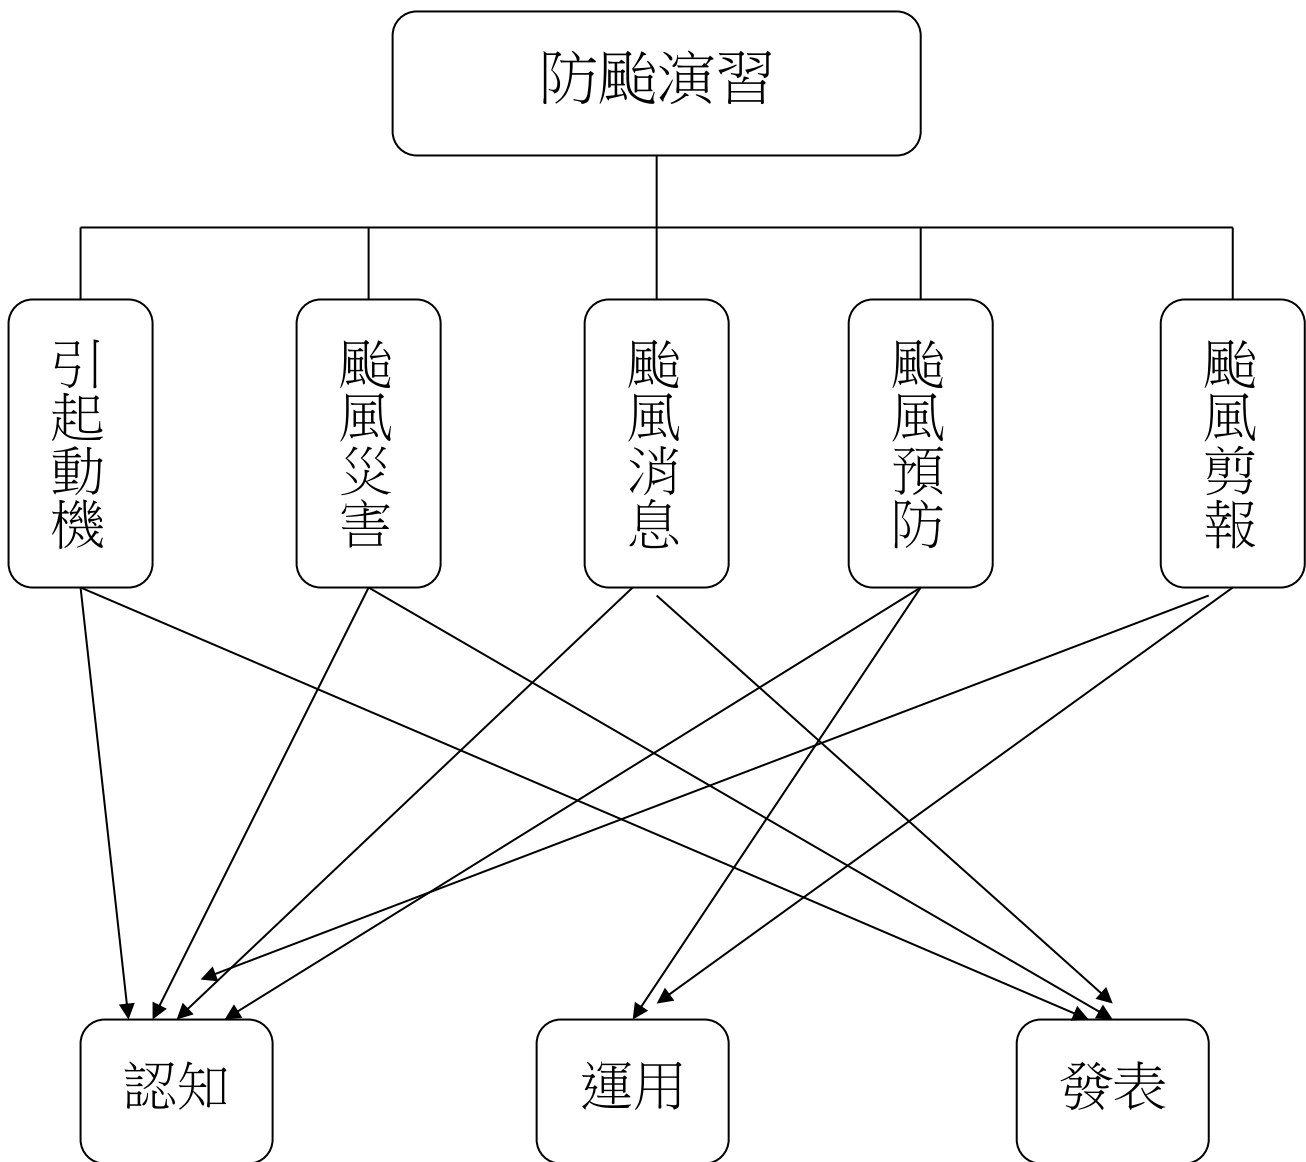 防颱演習
引起動機
颱風災害
颱風消息
颱風預防
颱風剪報
認知
運用
發表